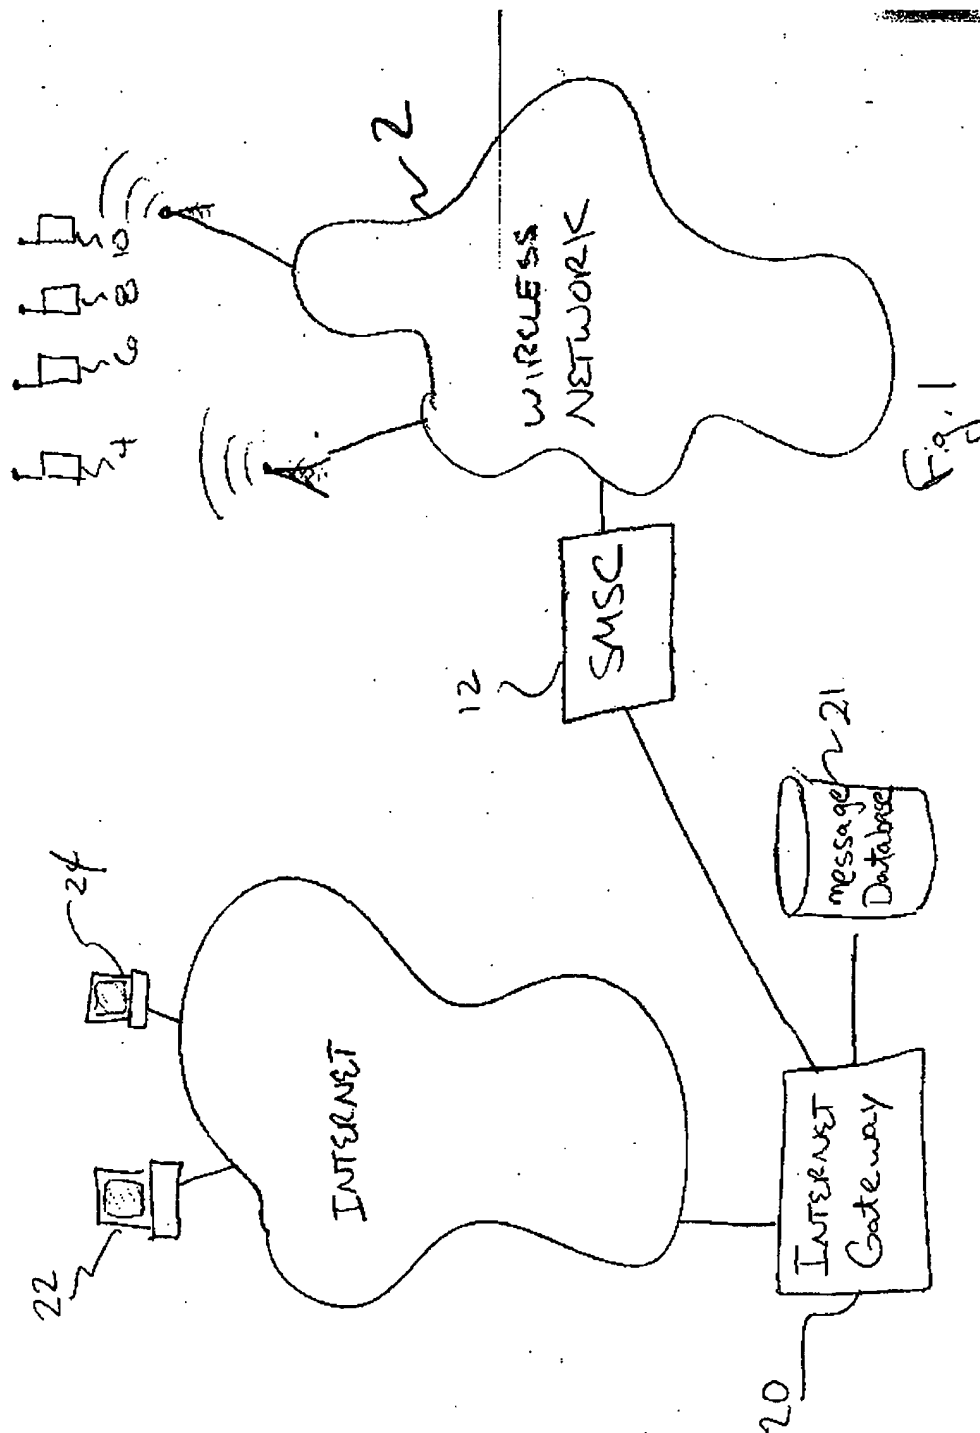 22
24
INTERNET
20
INTERNET
Gateway
message
Database
21
12
SMSC
4
6
8
10
2
WIRELESS
NETWORK
Fig. 1